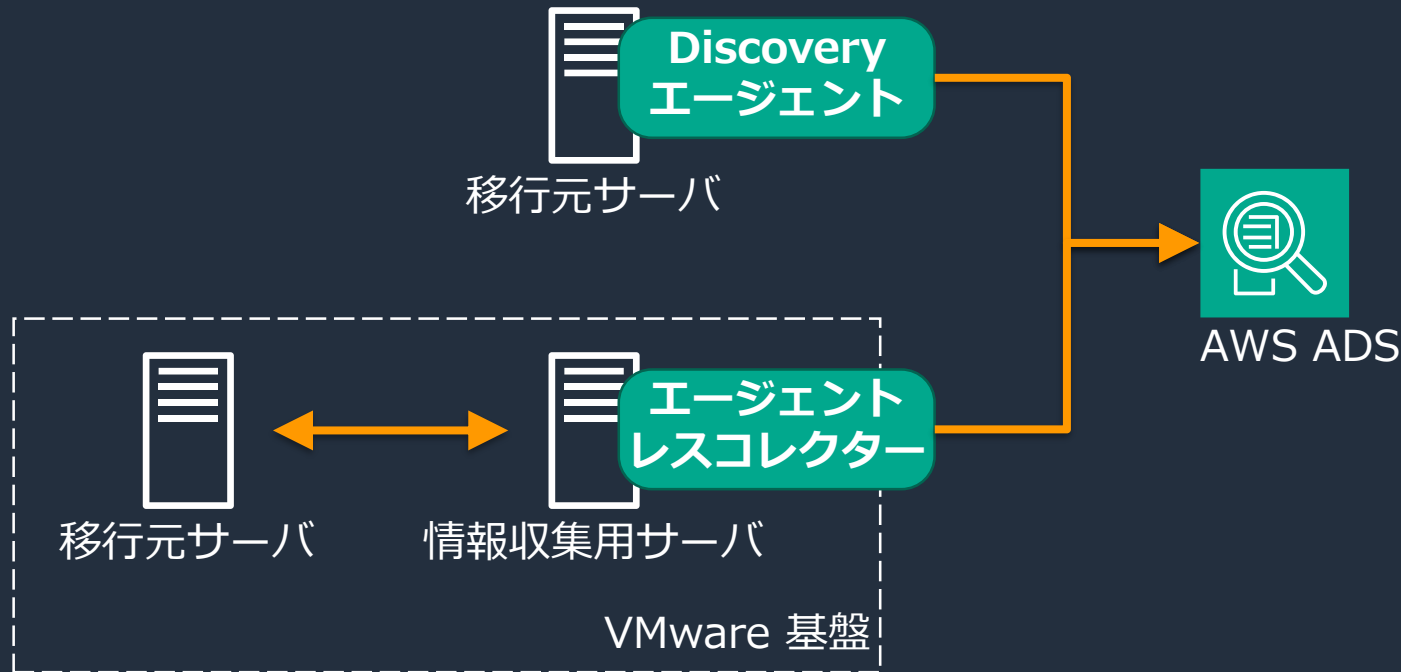 Discovery
エージェント
移行元サーバ
AWS ADS
エージェント
レスコレクター
移行元サーバ
情報収集用サーバ
VMware 基盤